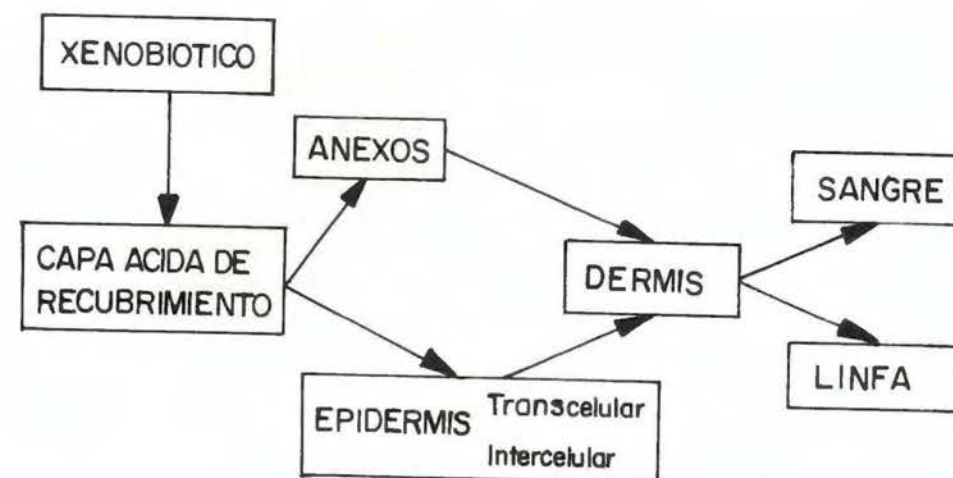 XENOBIOTICO
CAPA ACIDA DE
RECUBRIMIENTO
ANEXOS
EPIDERMIS Transcelular
Intercelular
DERMIS
SANGRE
LINFA